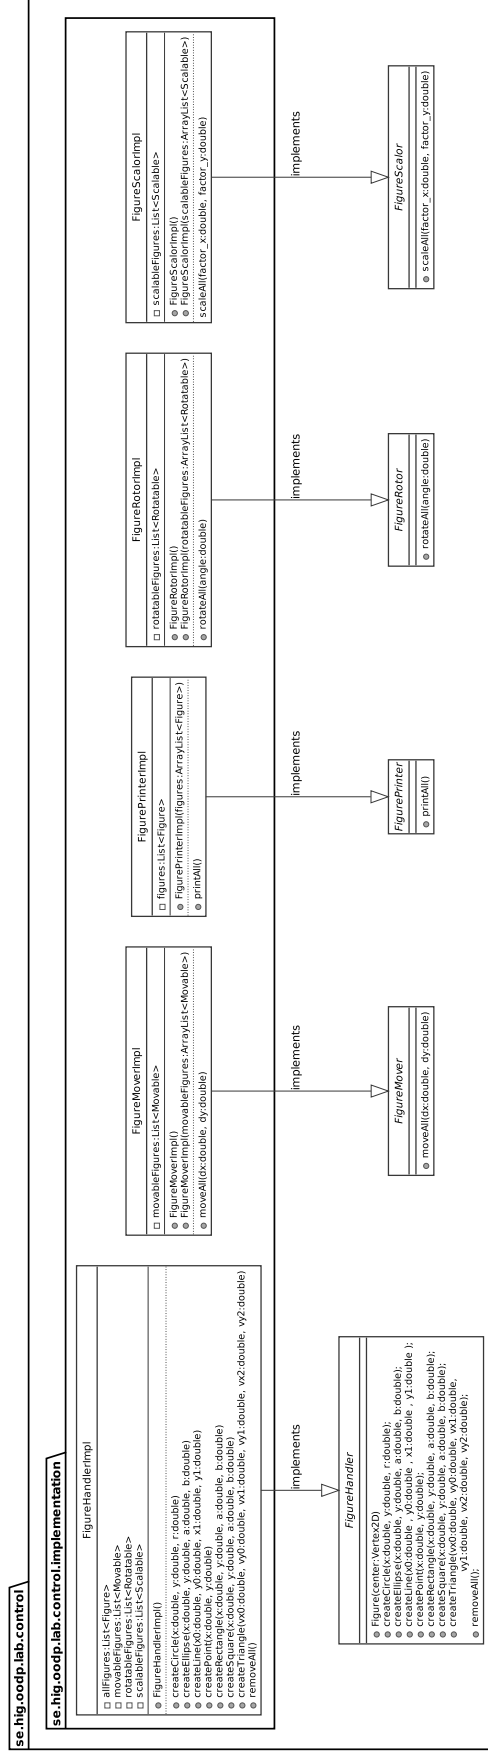 se.hig.oodp.lab.control
se.hig.oodp.lab.control.implementation
FigureHandlerImpl
allFigures:List<Figure>
movableFigures:List<Movable>
rotatableFigures:List<Rotatable>
scalableFigures:List<Scalable>
FigureHandlerImpl()
createCircle(x:double, y:double, r:double)
createEllipse(x:double, y:double, a:double, b:double)
createLine(x0:double, y0:double, x1:double, y1:double)
createPoint(x:double, y:double)
createRectangle(x:double, y:double, a:double, b:double)
createSquare(x:double, y:double, a:double, b:double)
createTriangle(vx0:double, vy0:double, vx1:double, vy1:double, vx2:double, vy2:double)
removeAll()
FigureMoverImpl
movableFigures:List<Movable>
FigureMoverImpl()
FigureMoverImpl(movableFigures:ArrayList<Movable>)
moveAll(dx:double, dy:double)
FigurePrinterImpl
figures:List<Figure>
FigurePrinterImpl(figures:ArrayList<Figure>)
printAll()
FigureRotorImpl
rotatableFigures:List<Rotatable>
FigureRotorImpl()
FigureRotorImpl(rotatableFigures:ArrayList<Rotatable>)
rotateAll(angle:double)
FigureScalorImpl
scalableFigures:List<Scalable>
FigureScalorImpl()
FigureScalorImpl(scalableFigures:ArrayList<Scalable>)
scaleAll(factor_x:double, factor_y:double)
implements
implements
implements
implements
implements
FigureHandler
Figure(center:Vertex2D)
createCircle(x:double, y:double, r:double);
createEllipse(x:double, y:double, a:double, b:double);
createLine(x0:double , y0:double , x1:double , y1:double );
createPoint(x:double, y:double);
createRectangle(x:double, y:double, a:double, b:double);
createSquare(x:double, y:double, a:double, b:double);
createTriangle(vx0:double, vy0:double, vx1:double,
vy1:double, vx2:double, vy2:double);
removeAll();
FigureMover
moveAll(dx:double, dy:double)
FigurePrinter
printAll()
FigureRotor
rotateAll(angle:double)
FigureScalor
scaleAll(factor_x:double, factor_y:double)